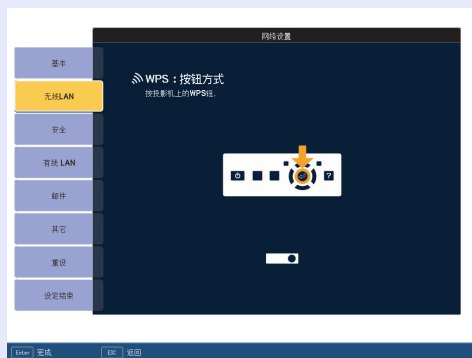 网络设置
基本
无线LAN
安全
有线 LAN
邮件
其它
重设
设定结果
WPS：按钮方式
按投影机上的WPS钮.
?
Enter 完成
ESC 返回